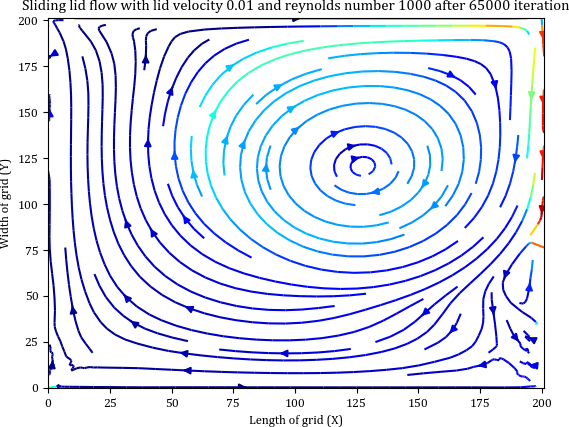 Sliding lid flow with lid velocity 0.01 and reynolds number 1000 after 65000 iteration
200
175
150
125
100
75
50
25
0
Width of grid (Y)
0 25 50 75 100 125 150 175 200
Length of grid (X)